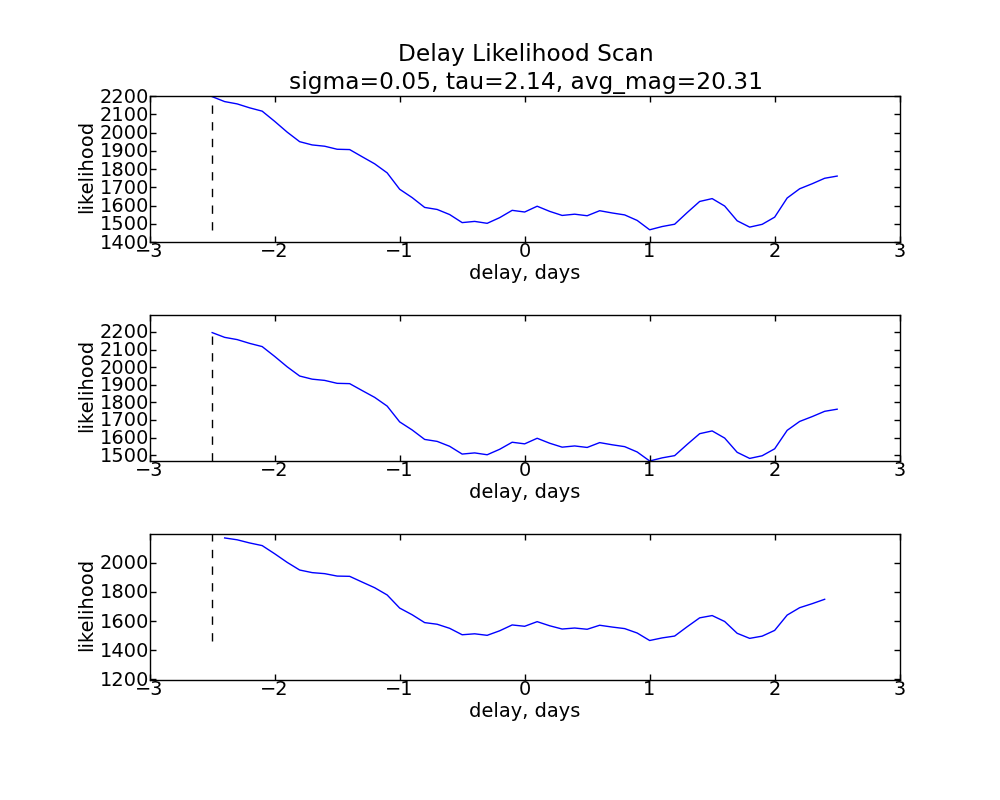 Delay Likelihood Scan
sigma=0.05, tau=2.14, avg_mag=20.31
2200
2100
2000
1900
1800
1700
1600
1500
1400
likelihood
−3 −2 −1 0 1 2 3
delay, days
2200
2100
2000
1900
1800
1700
1600
1500
likelihood
−3 −2 −1 0 1 2 3
delay, days
2000
1800
1600
1400
1200
likelihood
−3 −2 −1 0 1 2 3
delay, days